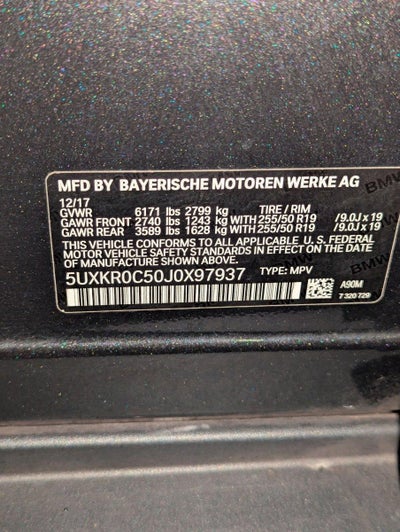 MFD BY BAYERISCHE MOTOREN WERKE AG
12/17
GVWR 6171 lbs 2799 kg TIRE / RIM
GAWR FRONT 2740 lbs 1243 kg WITH 255/50 R19 /9.0J x 19
GAWR REAR 3589 lbs 1628 kg WITH 255/50 R19 /9.0J x 19
THIS VEHICLE CONFORMS TO ALL APPLICABLE U. S. FEDERAL
MOTOR VEHICLE SAFETY STANDARDS IN EFFECT ON THE DATE
OF MANUFACTURE SHOWN ABOVE.
5UXKR0C50J0X97937 TYPE: MPV
A90M
7 320 729